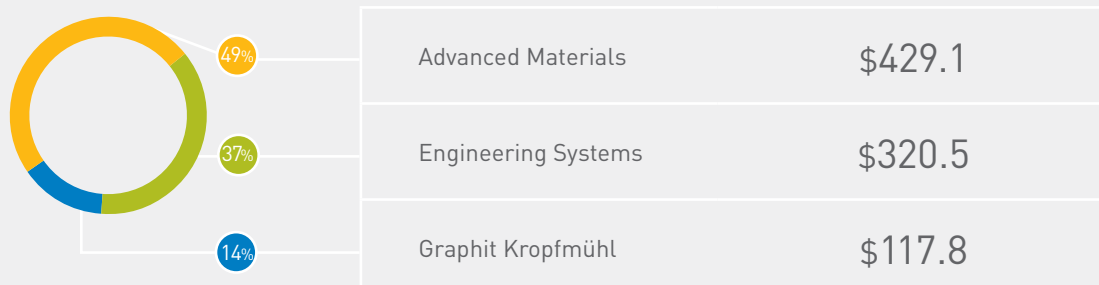 49% Advanced Materials $429.1
37% Engineering Systems $320.5
14% Graphit Kropfmühl $117.8